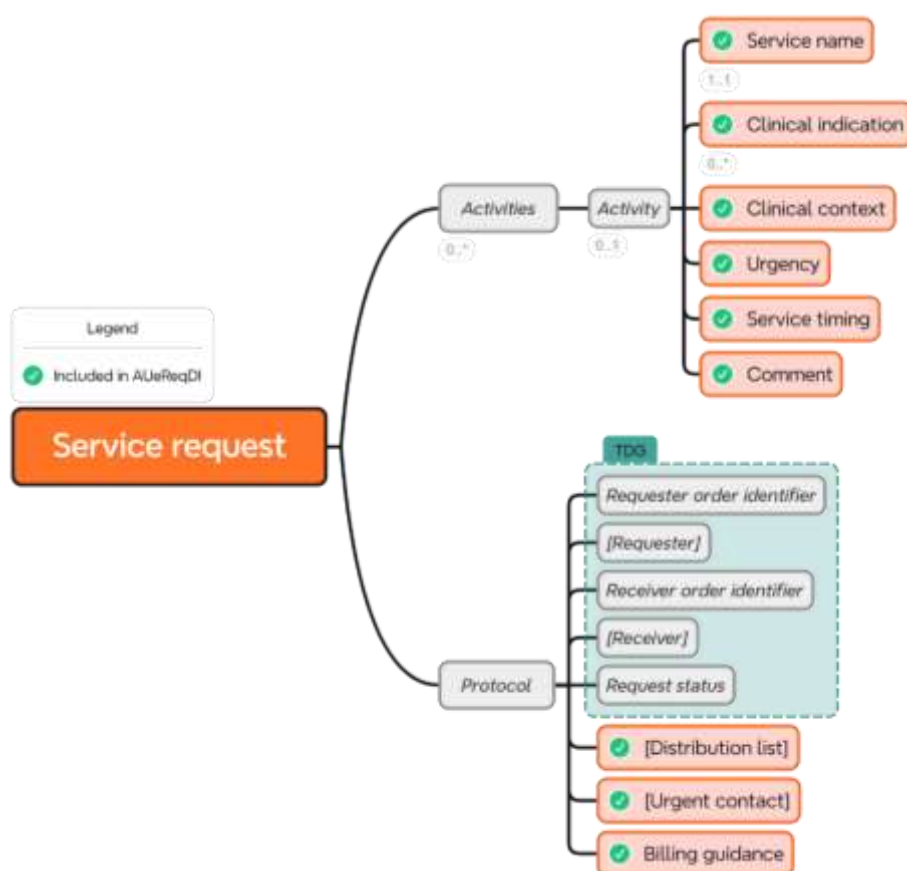 Service name
1..1
Clinical indication
0..*
Clinical context
Activities
Activity
0..*
0..1
Urgency
Service timing
Legend
Included in AUeReqDI
Comment
Service request
TDG
Requester order identifier
[Requester]
Receiver order identifier
[Receiver]
Protocol
Request status
[Distribution list]
[Urgent contact]
Billing guidance